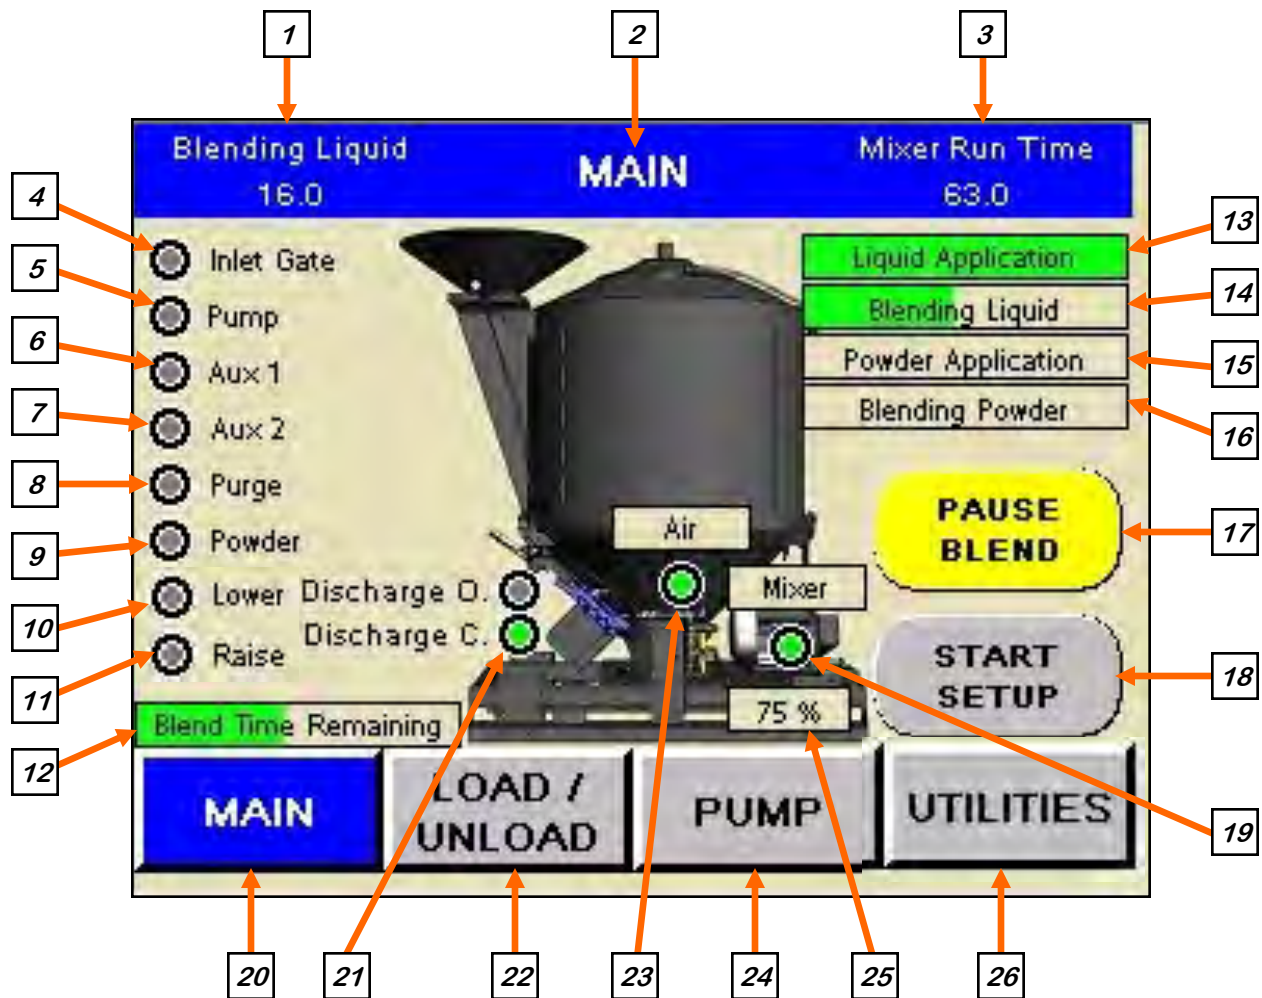 1
2
3
Blending Liquid
MAIN
Mixer Run Time
16.0
63.0
4
5
6
7
8
9
10
11
12
Inlet Gate
Pump
Aux 1
Aux 2
Purge
Powder
Lower
Raise
Discharge O.
Discharge C.
Blend Time Remaining
Air
Mixer
75 %
Liquid Application
Blending Liquid
Powder Application
Blending Powder
PAUSE
BLEND
START
SETUP
13
14
15
16
17
18
19
MAIN
LOAD /
UNLOAD
PUMP
UTILITIES
20
21
22
23
24
25
26